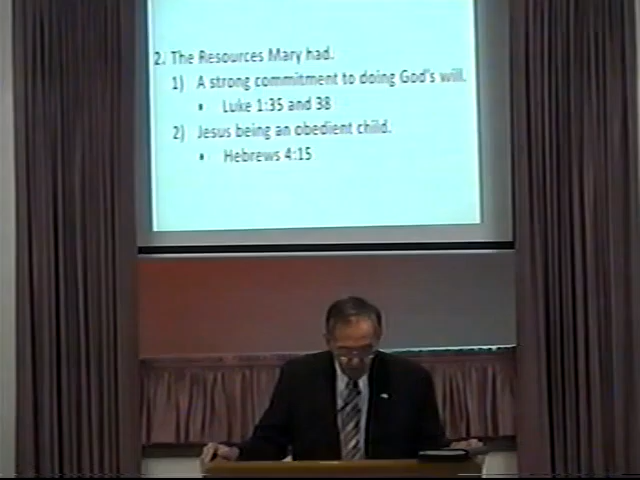 2. The Resources Mary had.
1) A strong commitment to doing God's will.
▪ Luke 1:35 and 38
2) Jesus being an obedient child.
▪ Hebrews 4:15